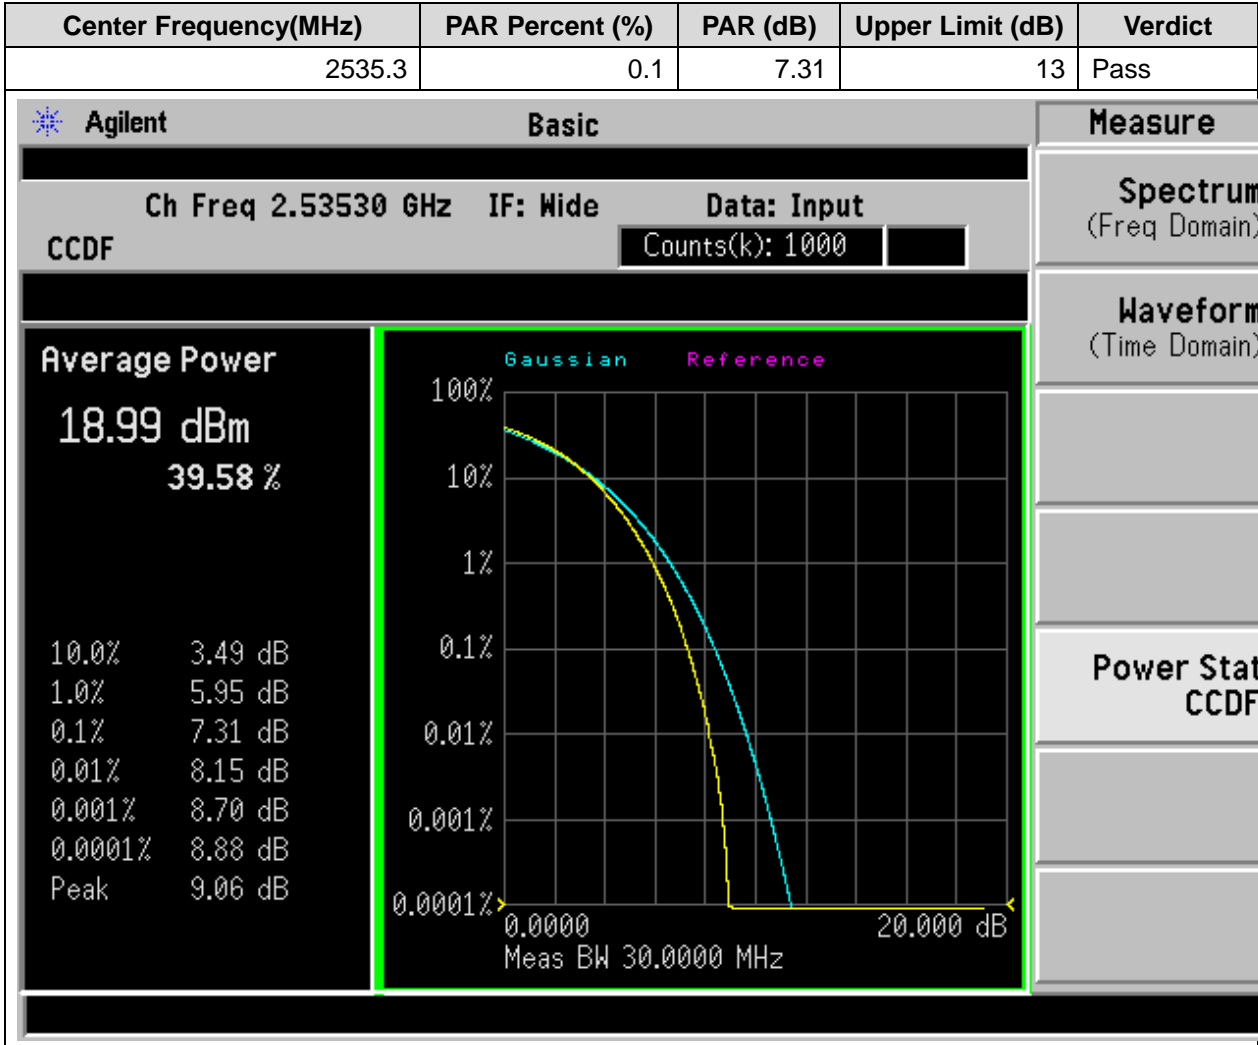 Center Frequency(MHz) PAR Percent (%) PAR (dB) Upper Limit (dB) Verdict
2535.3 0.1 7.31 13 Pass
Agilent Basic Measure
Ch Freq 2.53530 GHz IF: Wide Data: Input
CCDF Counts(k): 1000
Spectrum
(Freq Domain)
Waveform
(Time Domain)
Power Stat
CCDF
Average Power
18.99 dBm
39.58 %
10.0% 3.49 dB
1.0% 5.95 dB
0.1% 7.31 dB
0.01% 8.15 dB
0.001% 8.70 dB
0.0001% 8.88 dB
Peak 9.06 dB
Gaussian Reference
100%
10%
1%
0.1%
0.01%
0.001%
0.0001%
0.0000 20.000 dB
Meas BW 30.0000 MHz